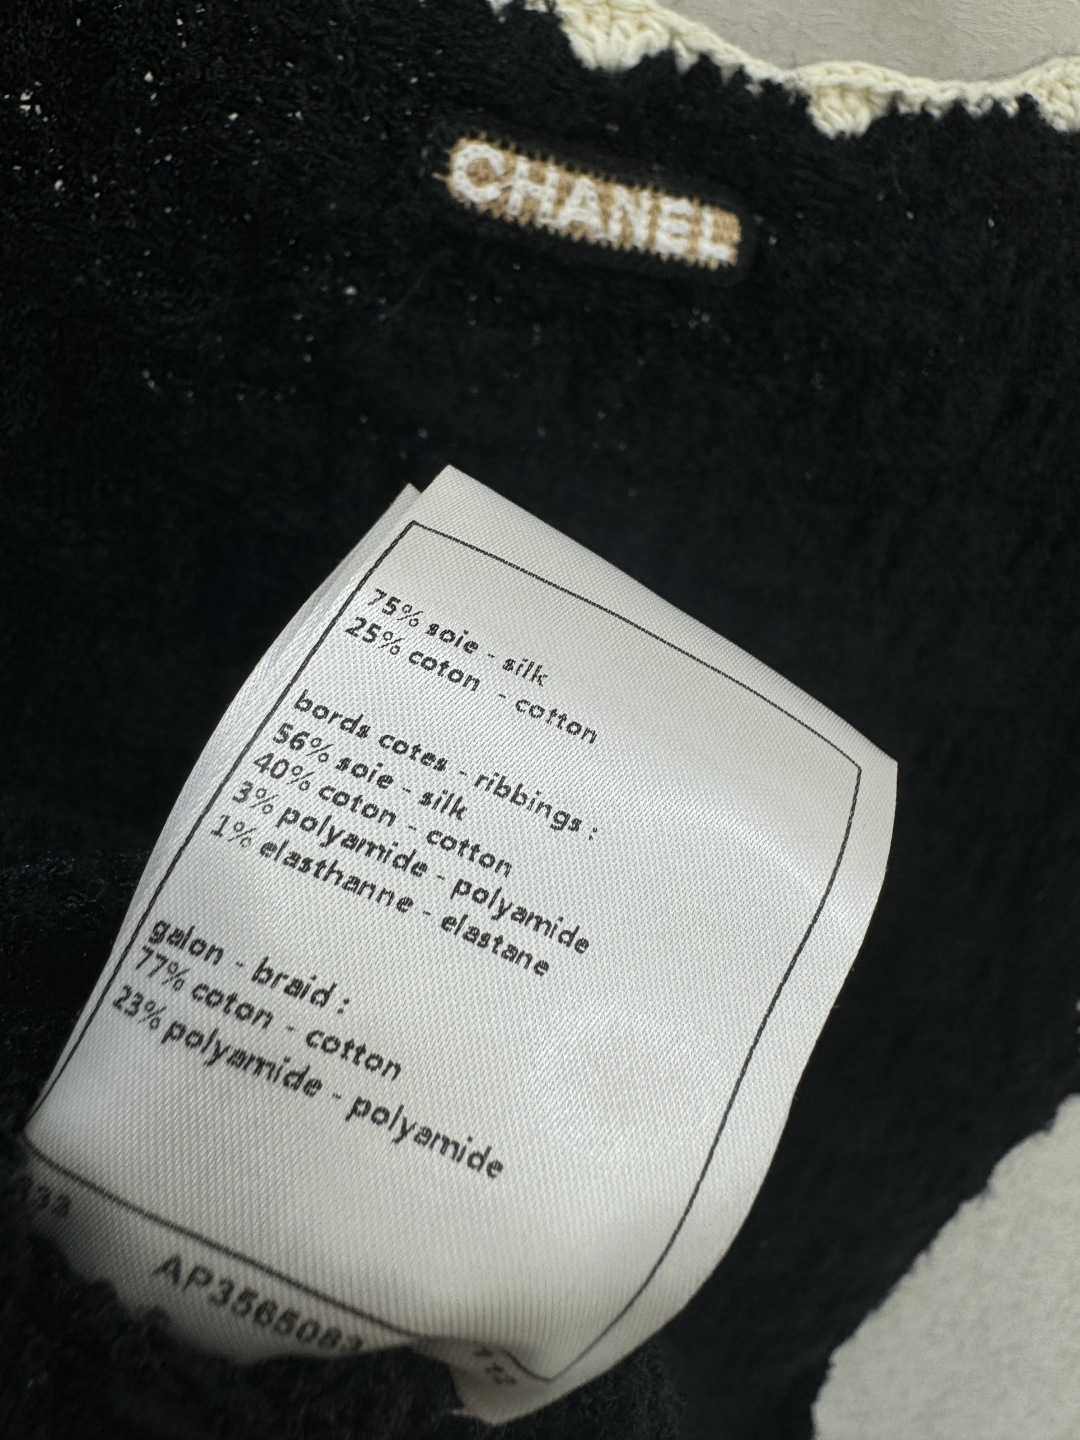 CHANEL
75% soie - silk
25% coton - cotton
bords cotes - ribbings :
56% soie - silk
40% coton - cotton
3% polyamide - polyamide
1% elasthanne - elastane
galon - braid :
77% coton - cotton
23% polyamide - polyamide
AP3565083